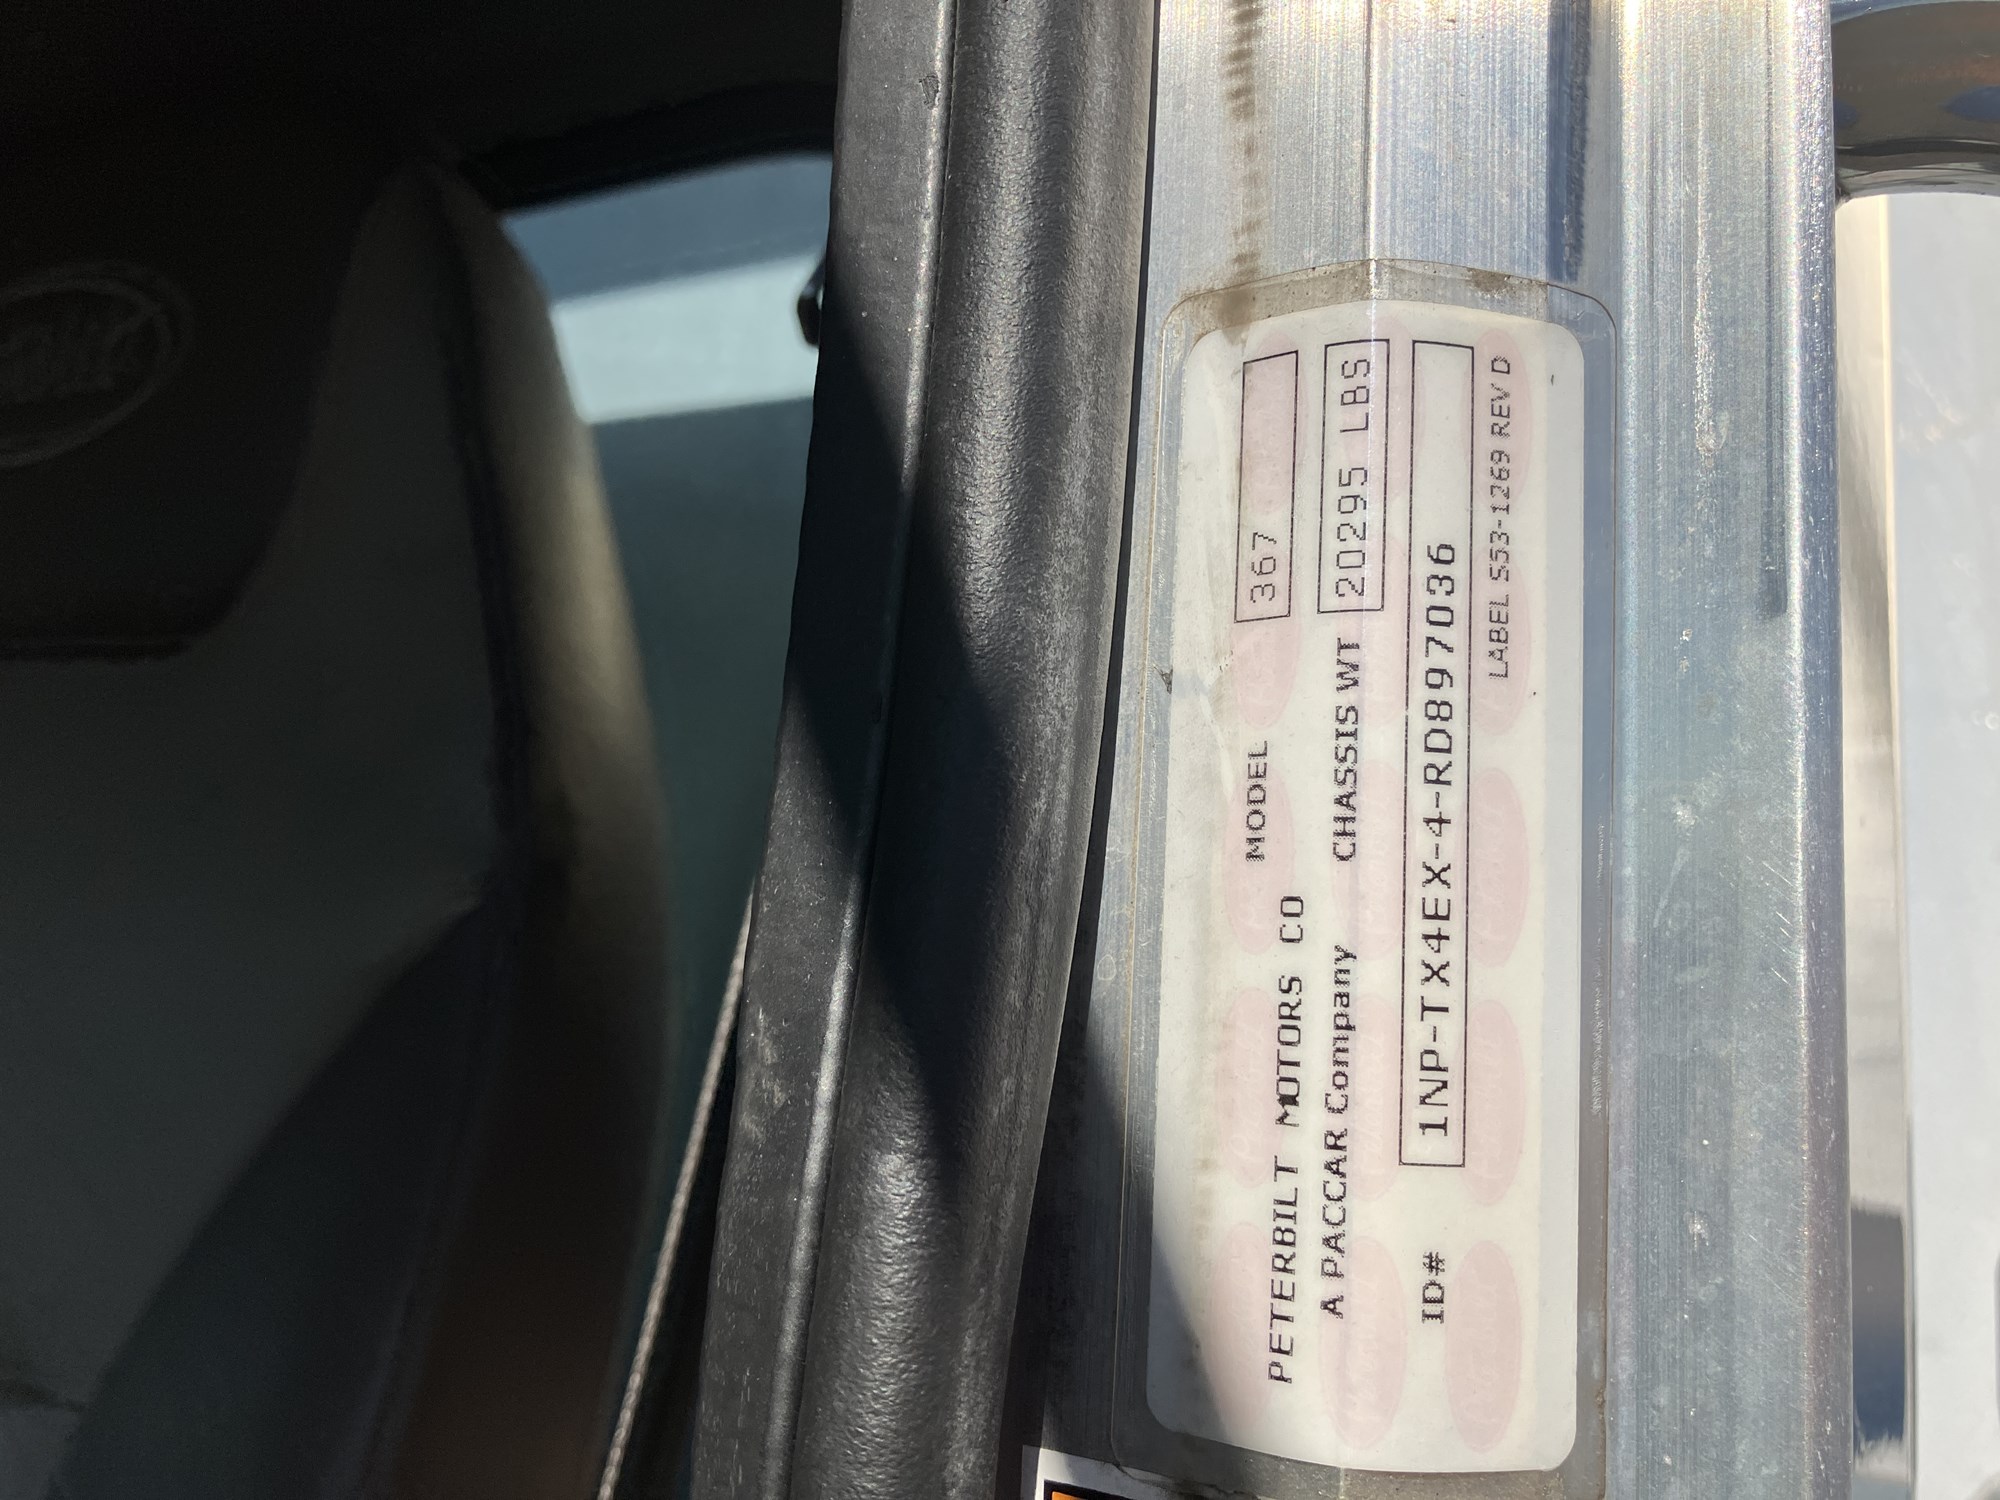 PETERBILT MOTORS CO MODEL 367
A PACCAR Company CHASSIS WT 20295 LBS
ID# 1NP-TX4EX-4-RD897036
LABEL S53-1269 REV D